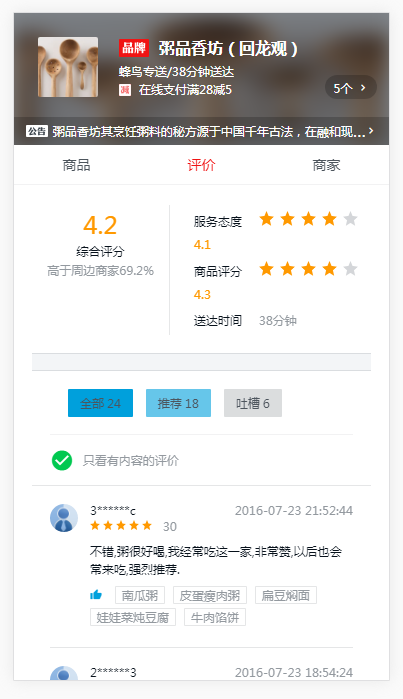 品牌 粥品香坊（回龙观）
蜂鸟专送/38分钟送达
减 在线支付满28减5
5个 >
公告 粥品香坊其烹饪粥料的秘方源于中国千年古法，在融和现... >
商品 评价 商家
4.2
综合评分
高于周边商家69.2%
服务态度
4.1
商品评分
4.3
送达时间 38分钟
全部 24 推荐 18 吐槽 6
只看有内容的评价
3******c 2016-07-23 21:52:44
30
不错,粥很好喝,我经常吃这一家,非常赞,以后也会
常来吃,强烈推荐.
南瓜粥 皮蛋瘦肉粥 扁豆焖面
娃娃菜炖豆腐 牛肉馅饼
2******3 2016-07-23 18:54:24